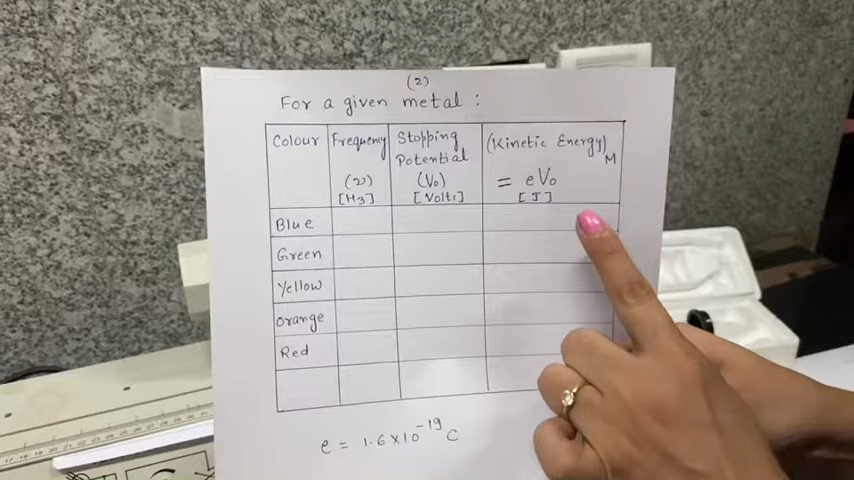 (2)
For a given metal :
Colour
Frequency
(ν)
[Hz]
Stopping
Potential
(V₀)
[Volts]
(Kinetic Energy)M
= eV₀
[J]
Blue
Green
Yellow
Orange
Red
e = 1.6×10⁻¹⁹ C